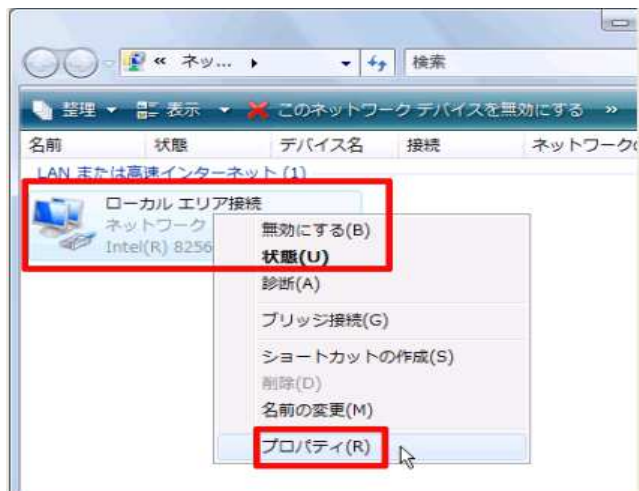 « ネッ...
検索
整理 表示 このネットワーク デバイスを無効にする »
名前 状態 デバイス名 接続 ネットワーク
LAN または高速インターネット (1)
ローカル エリア接続
ネットワーク
Intel(R) 8256
無効にする(B)
状態(U)
診断(A)
ブリッジ接続(G)
ショートカットの作成(S)
削除(D)
名前の変更(M)
プロパティ(R)